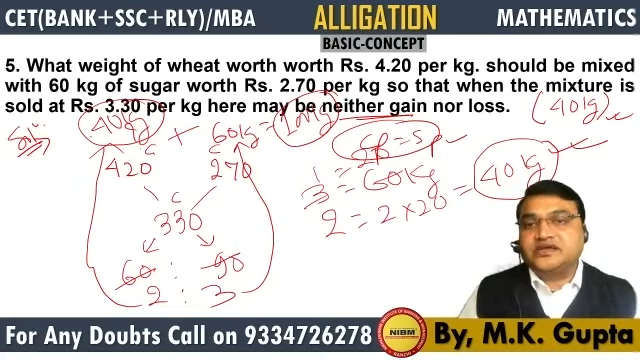 CET(BANK+SSC+RLY)/MBA
ALLIGATION
MATHEMATICS
BASIC-CONCEPT
5. What weight of wheat worth worth Rs. 4.20 per kg. should be mixed
with 60 kg of sugar worth Rs. 2.70 per kg so that when the mixture is
sold at Rs. 3.30 per kg here may be neither gain nor loss.
(40kg)
40kg + 60kg =
420 270
330
60 : 90
2 : 3
CP = SP
3 = 60kg
2 = 2 × 20 = 40kg
For Any Doubts Call on 9334726278
NIBM
RANCHI
By, M.K. Gupta